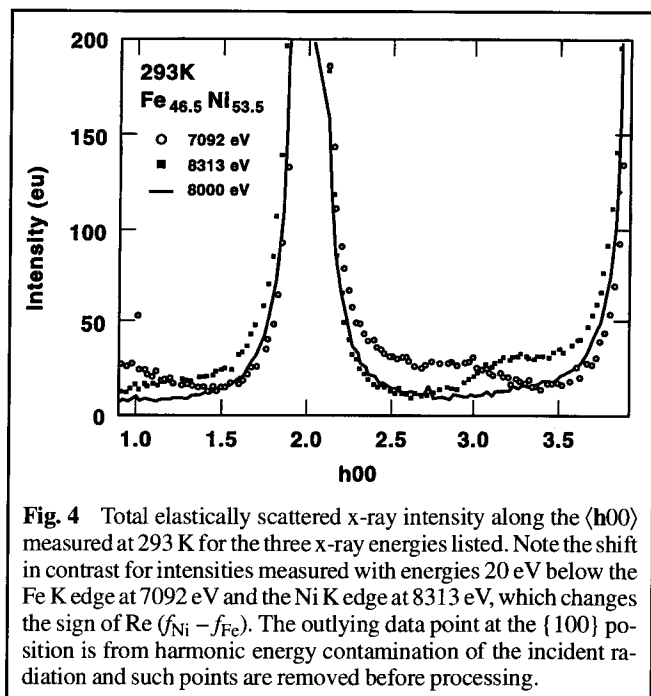 200
150
100
50
0
Intensity (eu)
293K
Fe46.5 Ni53.5
7092 eV
8313 eV
8000 eV
1.0 1.5 2.0 2.5 3.0 3.5
h00
Fig. 4 Total elastically scattered x-ray intensity along the ⟨h00⟩
measured at 293 K for the three x-ray energies listed. Note the shift
in contrast for intensities measured with energies 20 eV below the
Fe K edge at 7092 eV and the Ni K edge at 8313 eV, which changes
the sign of Re (fNi – fFe). The outlying data point at the {100} po-
sition is from harmonic energy contamination of the incident ra-
diation and such points are removed before processing.